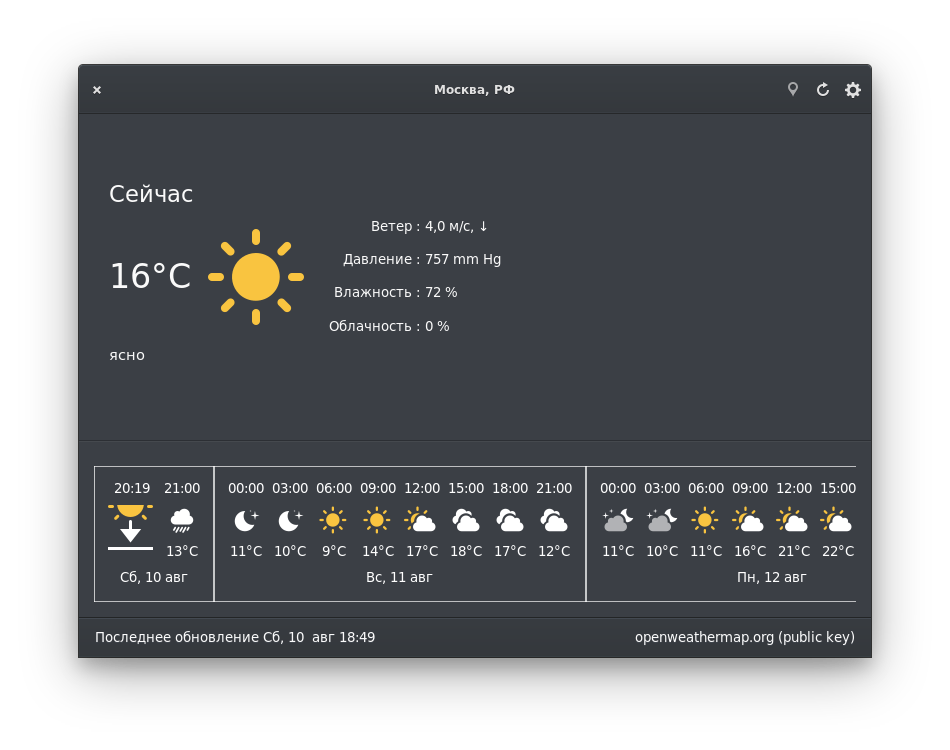 Москва, РФ
Сейчас
16°C
ясно
Ветер : 4,0 м/с, ↓
Давление : 757 mm Hg
Влажность : 72 %
Облачность : 0 %
20:19 21:00 00:00 03:00 06:00 09:00 12:00 15:00 18:00 21:00 00:00 03:00 06:00 09:00 12:00 15:00
13°C 11°C 10°C 9°C 14°C 17°C 18°C 17°C 12°C 11°C 10°C 11°C 16°C 21°C 22°C
Сб, 10 авг Вс, 11 авг Пн, 12 авг
Последнее обновление Сб, 10 авг 18:49
openweathermap.org (public key)